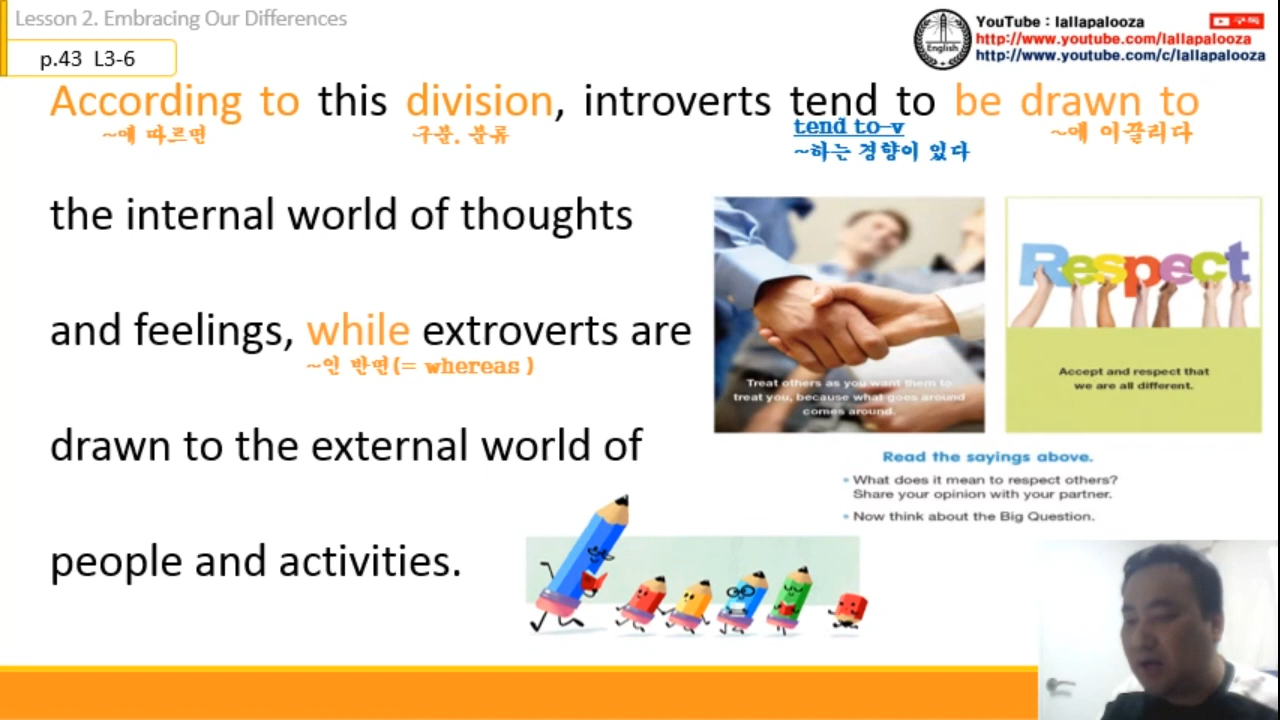 Lesson 2. Embracing Our Differences
p.43 L3-6
English
YouTube : lallapalooza
구독
http://www.youtube.com/lallapalooza
http://www.youtube.com/c/lallapalooza
According to this division, introverts tend to be drawn to
~에 따르면 구분. 분류 tend to-v ~에 이끌리다
~하는 경향이 있다
the internal world of thoughts
and feelings, while extroverts are
~인 반면(= whereas )
drawn to the external world of
people and activities.
Treat others as you want them to
treat you, because what goes around
comes around.
Respect
Accept and respect that
we are all different.
Read the sayings above.
• What does it mean to respect others?
Share your opinion with your partner.
• Now think about the Big Question.